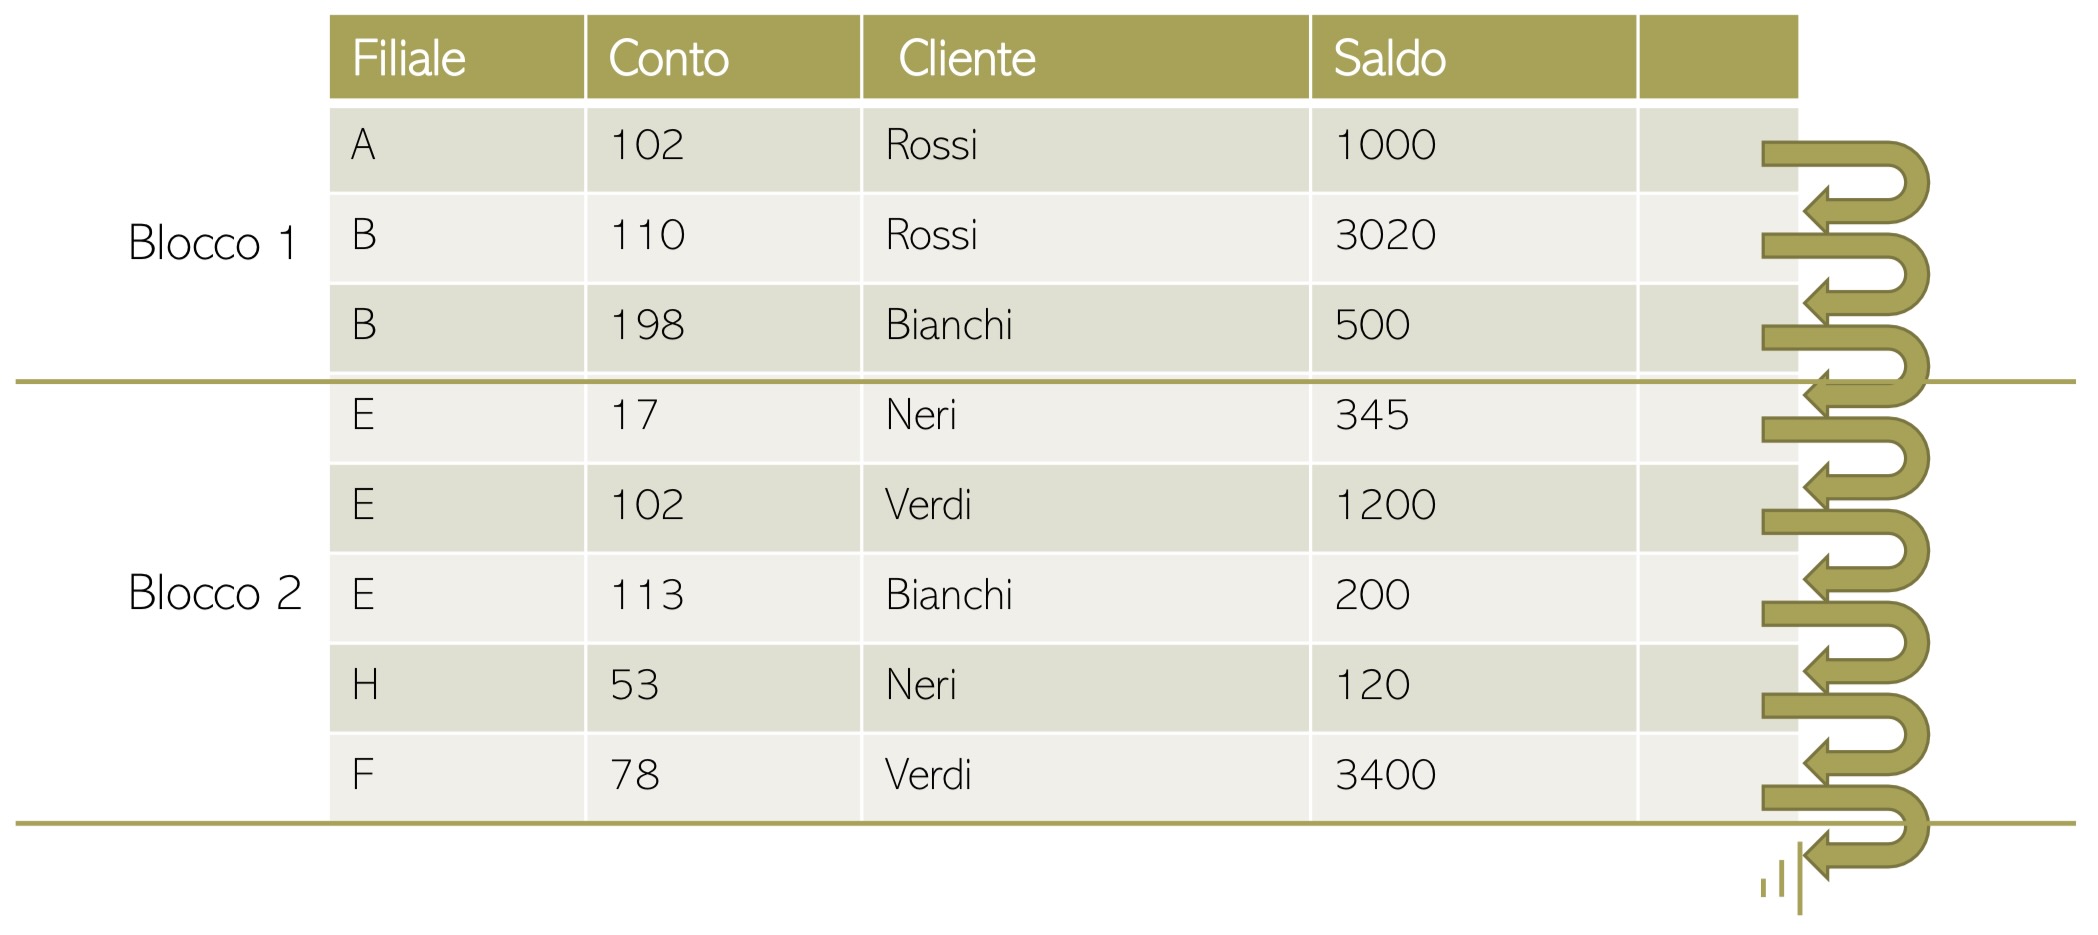 Filiale Conto Cliente Saldo
A 102 Rossi 1000
Blocco 1
B 110 Rossi 3020
B 198 Bianchi 500
E 17 Neri 345
E 102 Verdi 1200
Blocco 2
E 113 Bianchi 200
H 53 Neri 120
F 78 Verdi 3400